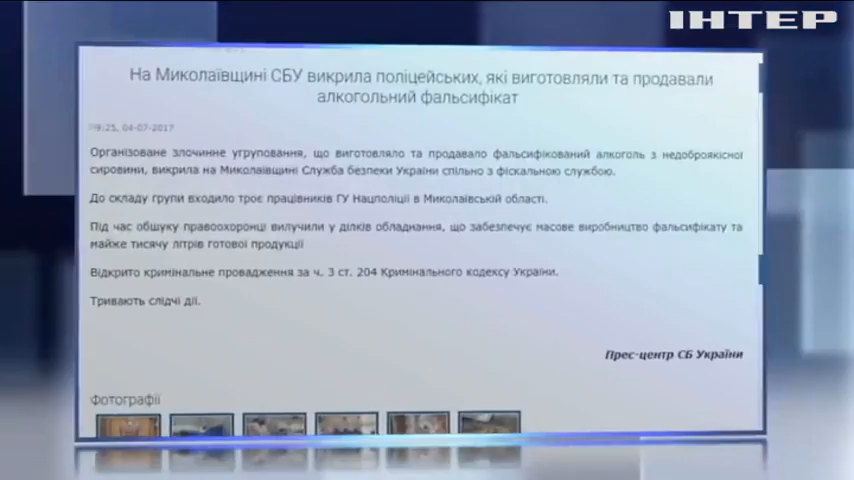 ІНТЕР
На Миколаївщині СБУ викрила поліцейських, які виготовляли та продавали
алкогольний фальсифікат
09:25, 04-07-2017
Організоване злочинне угруповання, що виготовляло та продавало фальсифікований алкоголь з недоброякісної
сировини, викрила на Миколаївщині Служба безпеки України спільно з фіскальною службою.
До складу групи входило троє працівників ГУ Нацполіції в Миколаївській області.
Під час обшуку правоохоронці вилучили у ділків обладнання, що забезпечує масове виробництво фальсифікату та
майже тисячу літрів готової продукції
Відкрито кримінальне провадження за ч. 3 ст. 204 Кримінального кодексу України.
Тривають слідчі дії.
Прес-центр СБ України
Фотографії